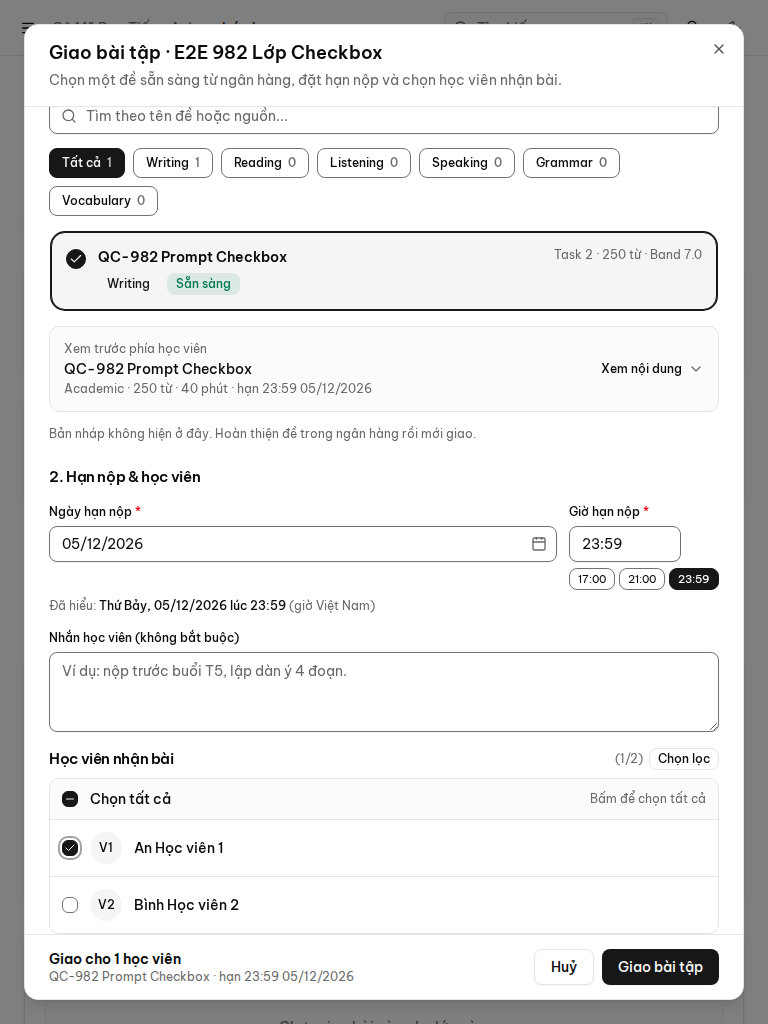 Giao bài tập · E2E 982 Lớp Checkbox
Chọn một đề sẵn sàng từ ngân hàng, đặt hạn nộp và chọn học viên nhận bài.
Tìm theo tên đề hoặc nguồn...
Tất cả 1 Writing 1 Reading 0 Listening 0 Speaking 0 Grammar 0
Vocabulary 0
QC-982 Prompt Checkbox Task 2 · 250 từ · Band 7.0
Writing Sẵn sàng
Xem trước phía học viên
QC-982 Prompt Checkbox Xem nội dung
Academic · 250 từ · 40 phút · hạn 23:59 05/12/2026
Bản nháp không hiện ở đây. Hoàn thiện đề trong ngân hàng rồi mới giao.
2. Hạn nộp & học viên
Ngày hạn nộp * Giờ hạn nộp *
05/12/2026 23:59
17:00 21:00 23:59
Đã hiểu: Thứ Bảy, 05/12/2026 lúc 23:59 (giờ Việt Nam)
Nhắn học viên (không bắt buộc)
Ví dụ: nộp trước buổi T5, lập dàn ý 4 đoạn.
Học viên nhận bài (1/2) Chọn lọc
Chọn tất cả Bấm để chọn tất cả
V1 An Học viên 1
V2 Bình Học viên 2
Giao cho 1 học viên
QC-982 Prompt Checkbox · hạn 23:59 05/12/2026
Huỷ Giao bài tập